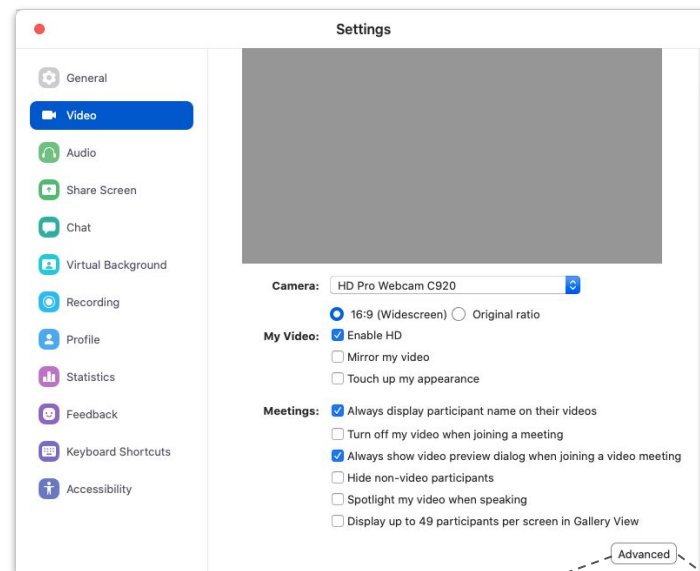 Settings
General
Video
Audio
Share Screen
Chat
Virtual Background
Recording
Profile
Statistics
Feedback
Keyboard Shortcuts
Accessibility
Camera: HD Pro Webcam C920
16:9 (Widescreen) Original ratio
My Video: Enable HD
Mirror my video
Touch up my appearance
Meetings: Always display participant name on their videos
Turn off my video when joining a meeting
Always show video preview dialog when joining a video meeting
Hide non-video participants
Spotlight my video when speaking
Display up to 49 participants per screen in Gallery View
Advanced